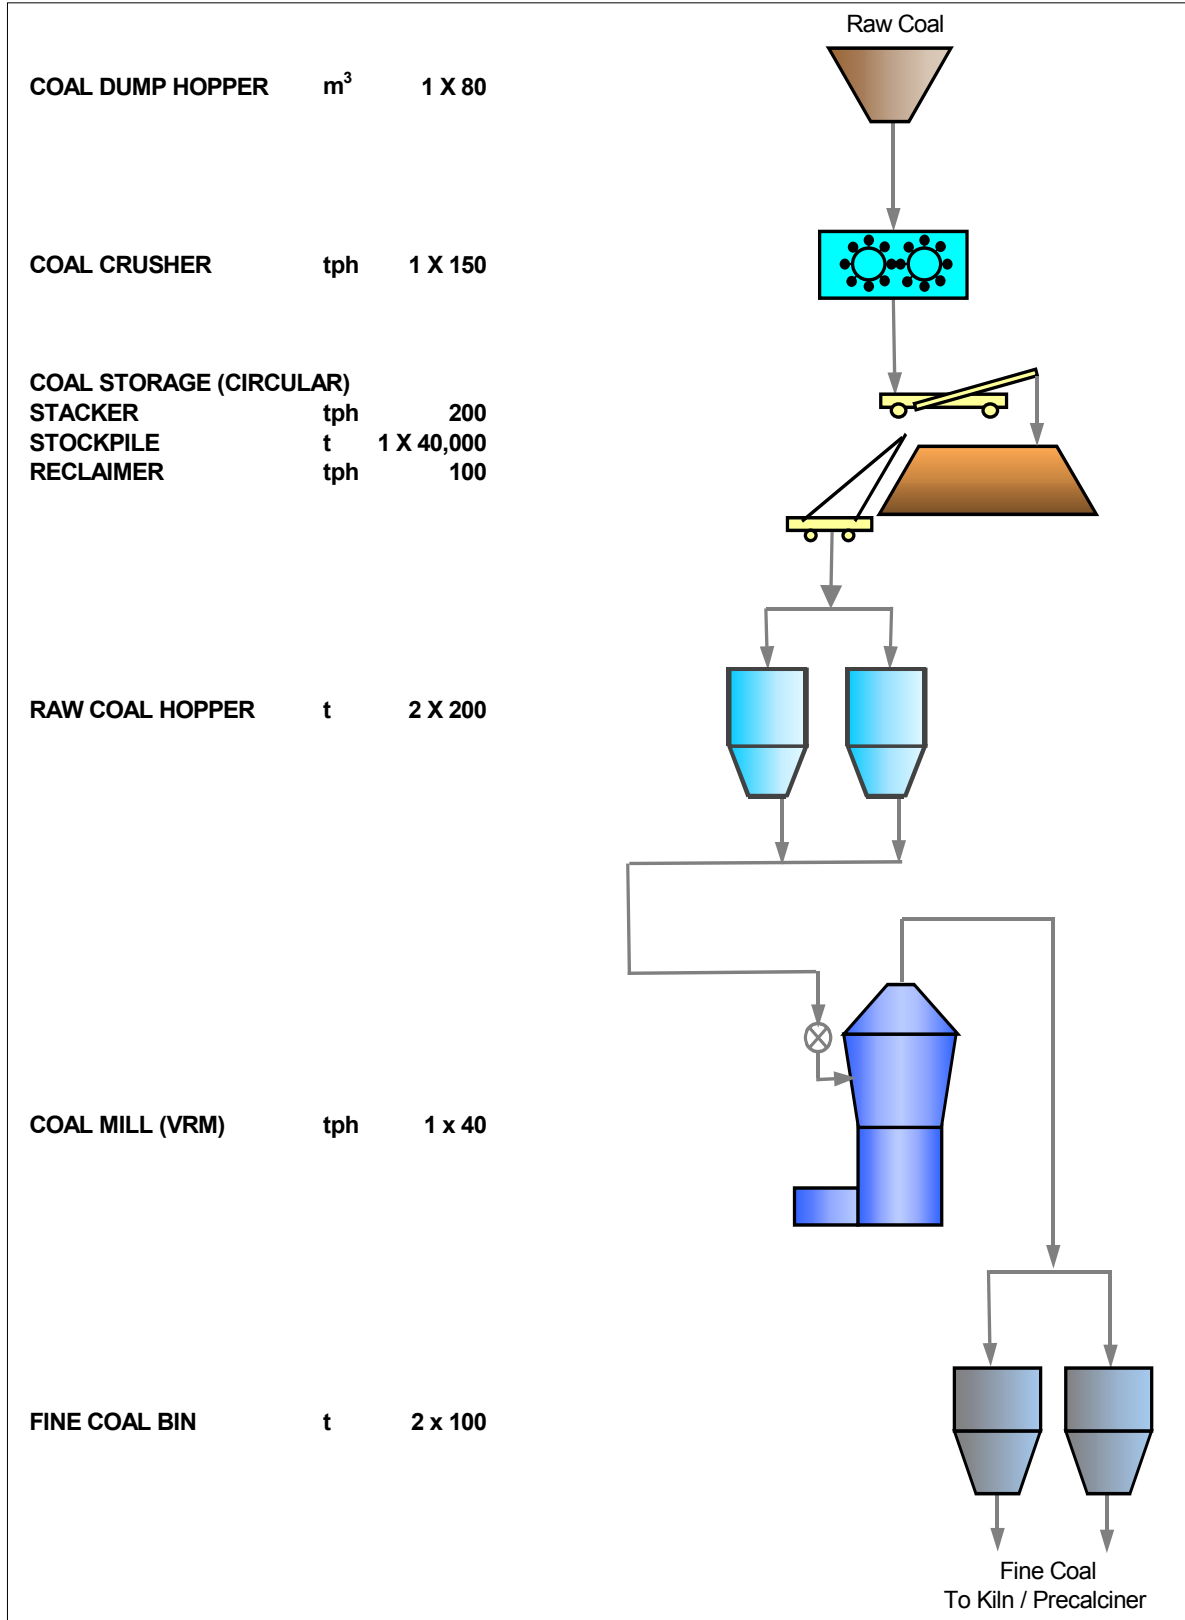 Raw Coal
COAL DUMP HOPPER m³ 1 X 80
COAL CRUSHER tph 1 X 150
COAL STORAGE (CIRCULAR)
STACKER tph 200
STOCKPILE t 1 X 40,000
RECLAIMER tph 100
RAW COAL HOPPER t 2 X 200
COAL MILL (VRM) tph 1 x 40
FINE COAL BIN t 2 x 100
Fine Coal
To Kiln / Precalciner